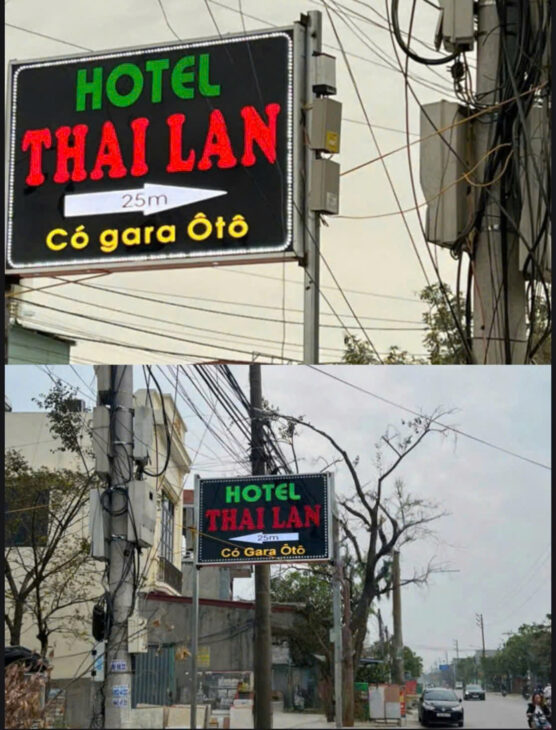 HOTEL
THAI LAN
25m
Có gara Ôtô
HOTEL
THAI LAN
25m
Có Gara Ôtô